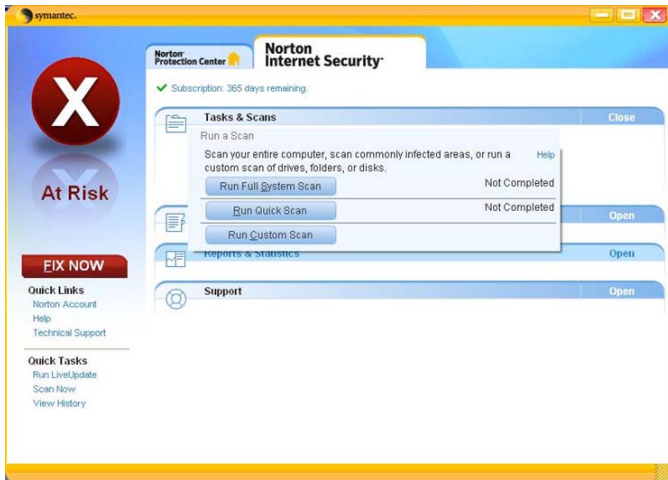 symantec.
Norton
Protection Center
Norton
Internet Security
Subscription: 365 days remaining.
X
At Risk
FIX NOW
Quick Links
Norton Account
Help
Technical Support
Quick Tasks
Run LiveUpdate
Scan Now
View History
Tasks & Scans
Close
Run a Scan
Scan your entire computer, scan commonly infected areas, or run a
custom scan of drives, folders, or disks.
Help
Run Full System Scan
Not Completed
Run Quick Scan
Not Completed
Run Custom Scan
Open
Reports & Statistics
Open
Support
Open